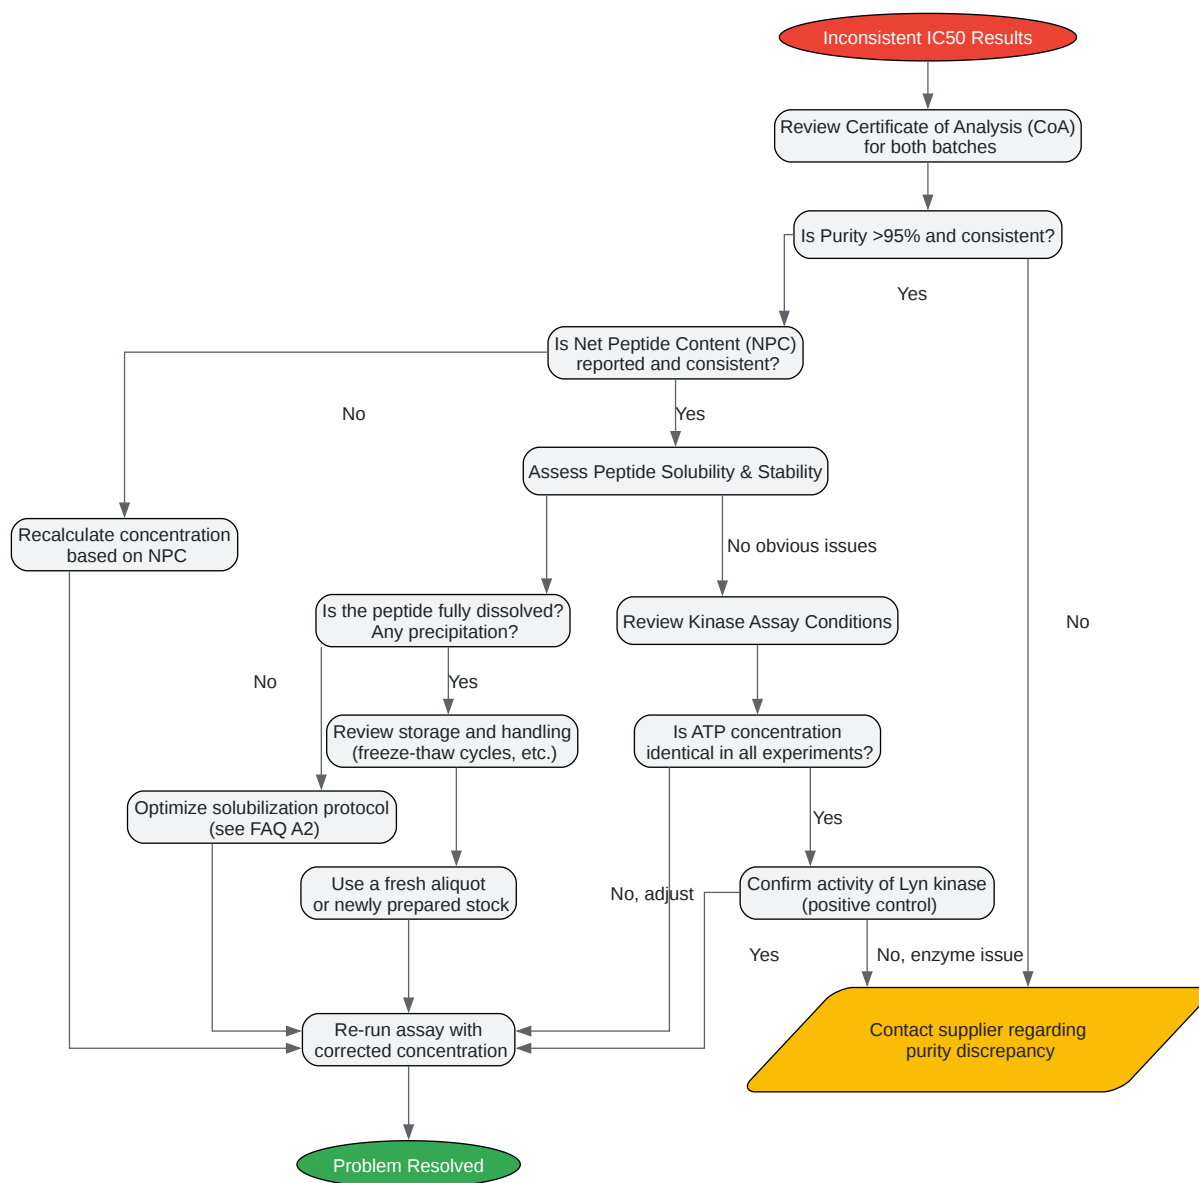 Inconsistent IC50 Results
Review Certificate of Analysis (CoA)
for both batches
Is Purity >95% and consistent?
Yes
Is Net Peptide Content (NPC)
reported and consistent?
No
Yes
Assess Peptide Solubility & Stability
Recalculate concentration
based on NPC
No obvious issues
Is the peptide fully dissolved?
Any precipitation?
Review Kinase Assay Conditions
No
No
Yes
Review storage and handling
(freeze-thaw cycles, etc.)
Is ATP concentration
identical in all experiments?
Optimize solubilization protocol
(see FAQ A2)
Yes
Use a fresh aliquot
or newly prepared stock
No, adjust
Confirm activity of Lyn kinase
(positive control)
Yes
No, enzyme issue
Re-run assay with
corrected concentration
Contact supplier regarding
purity discrepancy
Problem Resolved